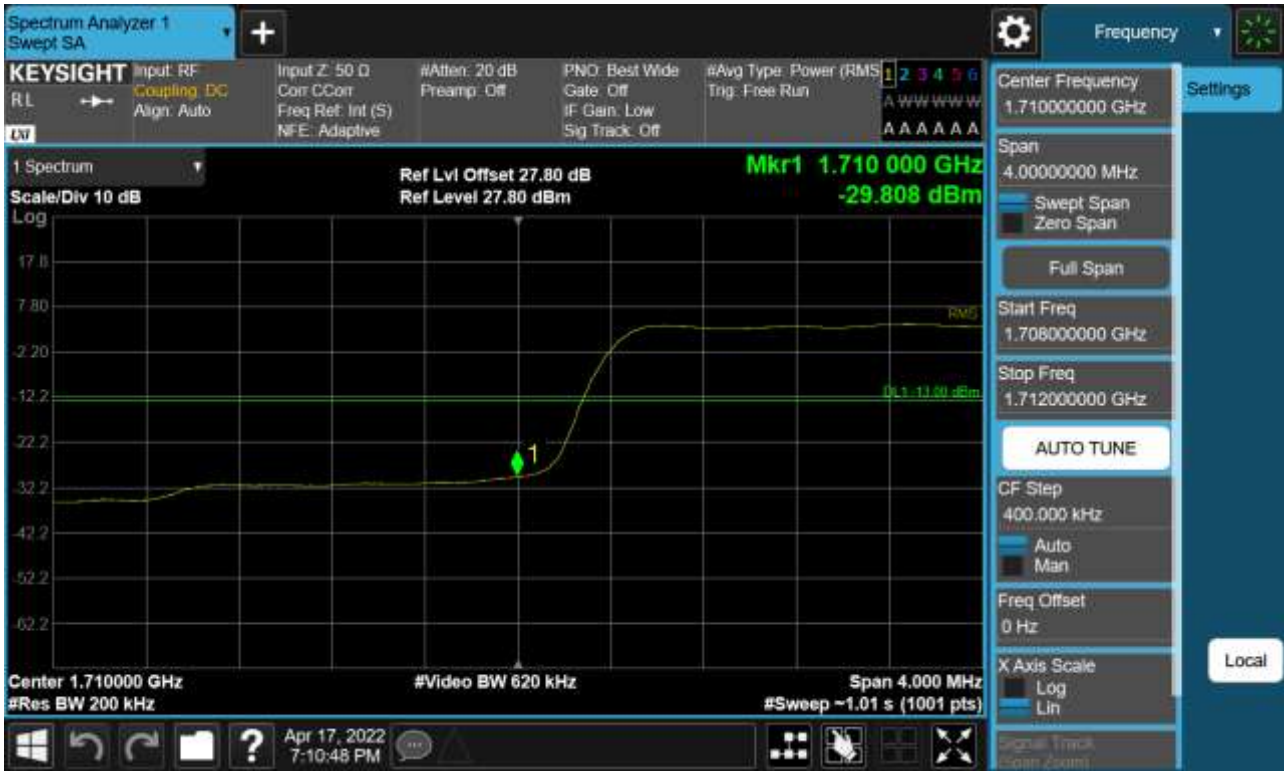 Spectrum Analyzer 1
Swept SA
+
Frequency
KEYSIGHT
RL
LXI
Input: RF
Coupling: DC
Align: Auto
Input Z: 50 Ω
Corr CCorr
Freq Ref: Int (S)
NFE: Adaptive
#Atten: 20 dB
Preamp: Off
PNO: Best Wide
Gate: Off
IF Gain: Low
Sig Track: Off
#Avg Type: Power (RMS
Trig: Free Run
1 2 3 4 5 6
A W W W W W
A A A A A A
1 Spectrum
Scale/Div 10 dB
Ref Lvl Offset 27.80 dB
Ref Level 27.80 dBm
Mkr1 1.710 000 GHz
-29.808 dBm
Log
17.8
7.80
RMS
-2.20
-12.2
DL1 -13.00 dBm
-22.2
1
-32.2
-42.2
-52.2
-62.2
Center 1.710000 GHz
#Video BW 620 kHz
Span 4.000 MHz
#Res BW 200 kHz
#Sweep ~1.01 s (1001 pts)
?
Apr 17, 2022
7:10:48 PM
Center Frequency
1.710000000 GHz
Settings
Span
4.00000000 MHz
Swept Span
Zero Span
Full Span
Start Freq
1.708000000 GHz
Stop Freq
1.712000000 GHz
AUTO TUNE
CF Step
400.000 kHz
Auto
Man
Freq Offset
0 Hz
X Axis Scale
Log
Lin
Local
Signal Track
(Span Zoom)